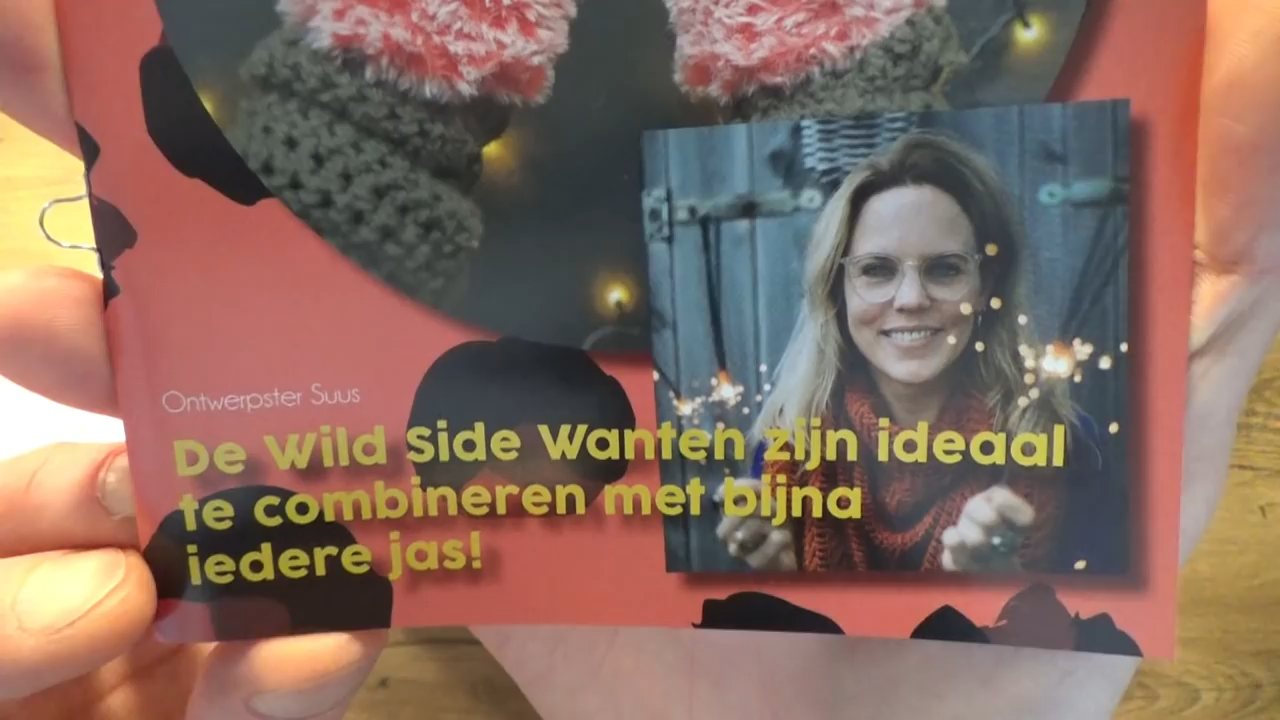 Ontwerpster Suus
De Wild Side Wanten zijn ideaal
te combineren met bijna
iedere jas!